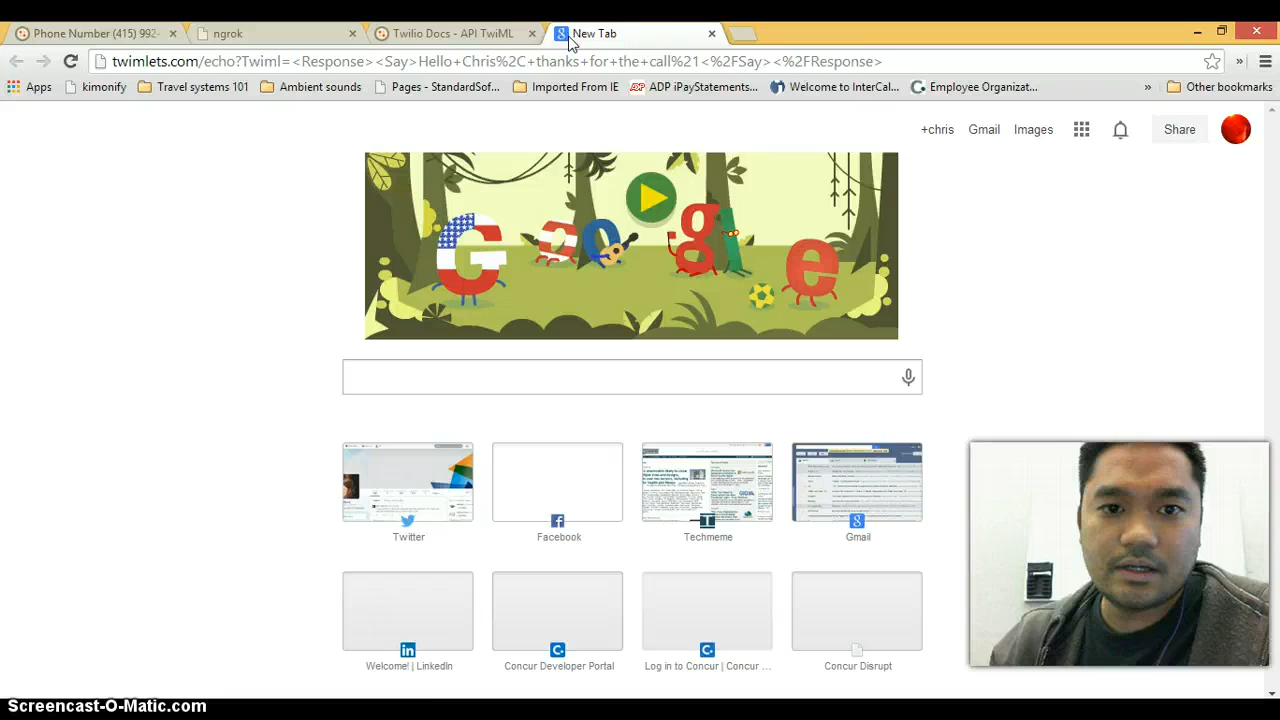 Phone Number (415) 992-
ngrok
Twilio Docs - API TwiML
New Tab
twimlets.com/echo?Twiml=<Response><Say>Hello+Chris%2C+thanks+for+the+call%21<%2FSay><%2FResponse>
Apps
kimonify
Travel systems 101
Ambient sounds
Pages - StandardSof...
Imported From IE
ADP iPayStatements...
Welcome to InterCal...
Employee Organizat...
Other bookmarks
+chris
Gmail
Images
Share
Google
Twitter
Facebook
Techmeme
Gmail
Welcome! | LinkedIn
Concur Developer Portal
Log in to Concur | Concur ...
Concur Disrupt
Screencast-O-Matic.com